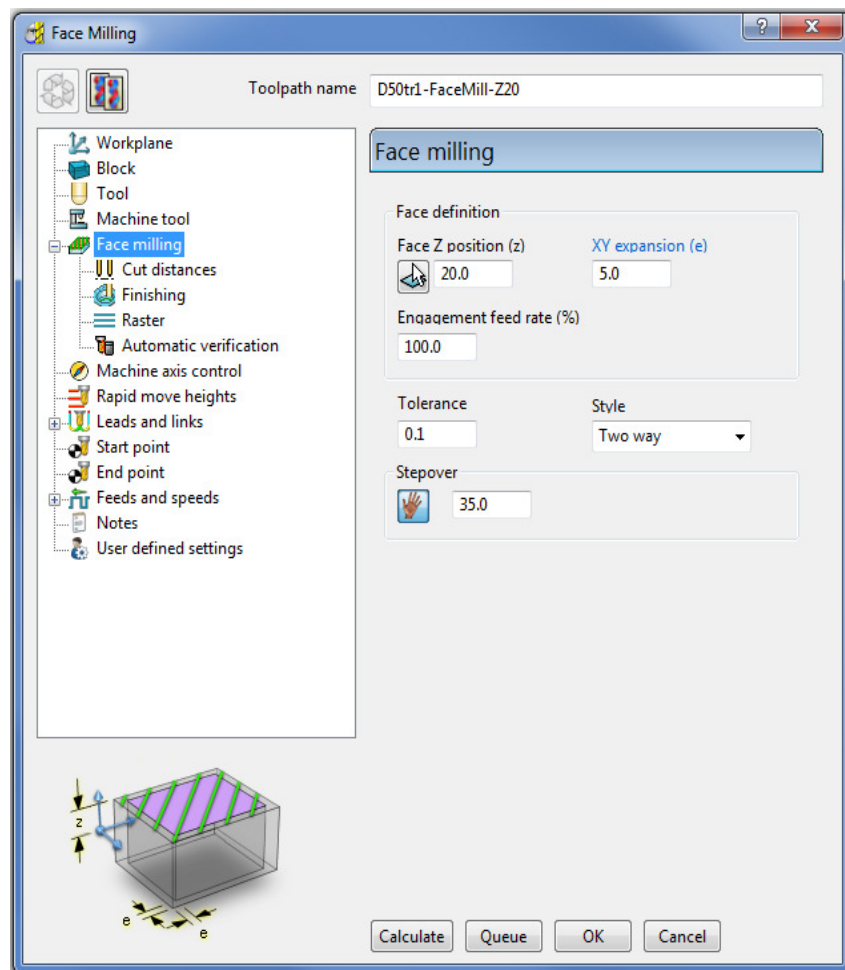 Face Milling
Toolpath name D50tr1-FaceMill-Z20
Workplane
Block
Tool
Machine tool
Face milling
Cut distances
Finishing
Raster
Automatic verification
Machine axis control
Rapid move heights
Leads and links
Start point
End point
Feeds and speeds
Notes
User defined settings
Face milling
Face definition
Face Z position (z) XY expansion (e)
20.0 5.0
Engagement feed rate (%)
100.0
Tolerance Style
0.1 Two way
Stepover
35.0
z
e
e
Calculate Queue OK Cancel